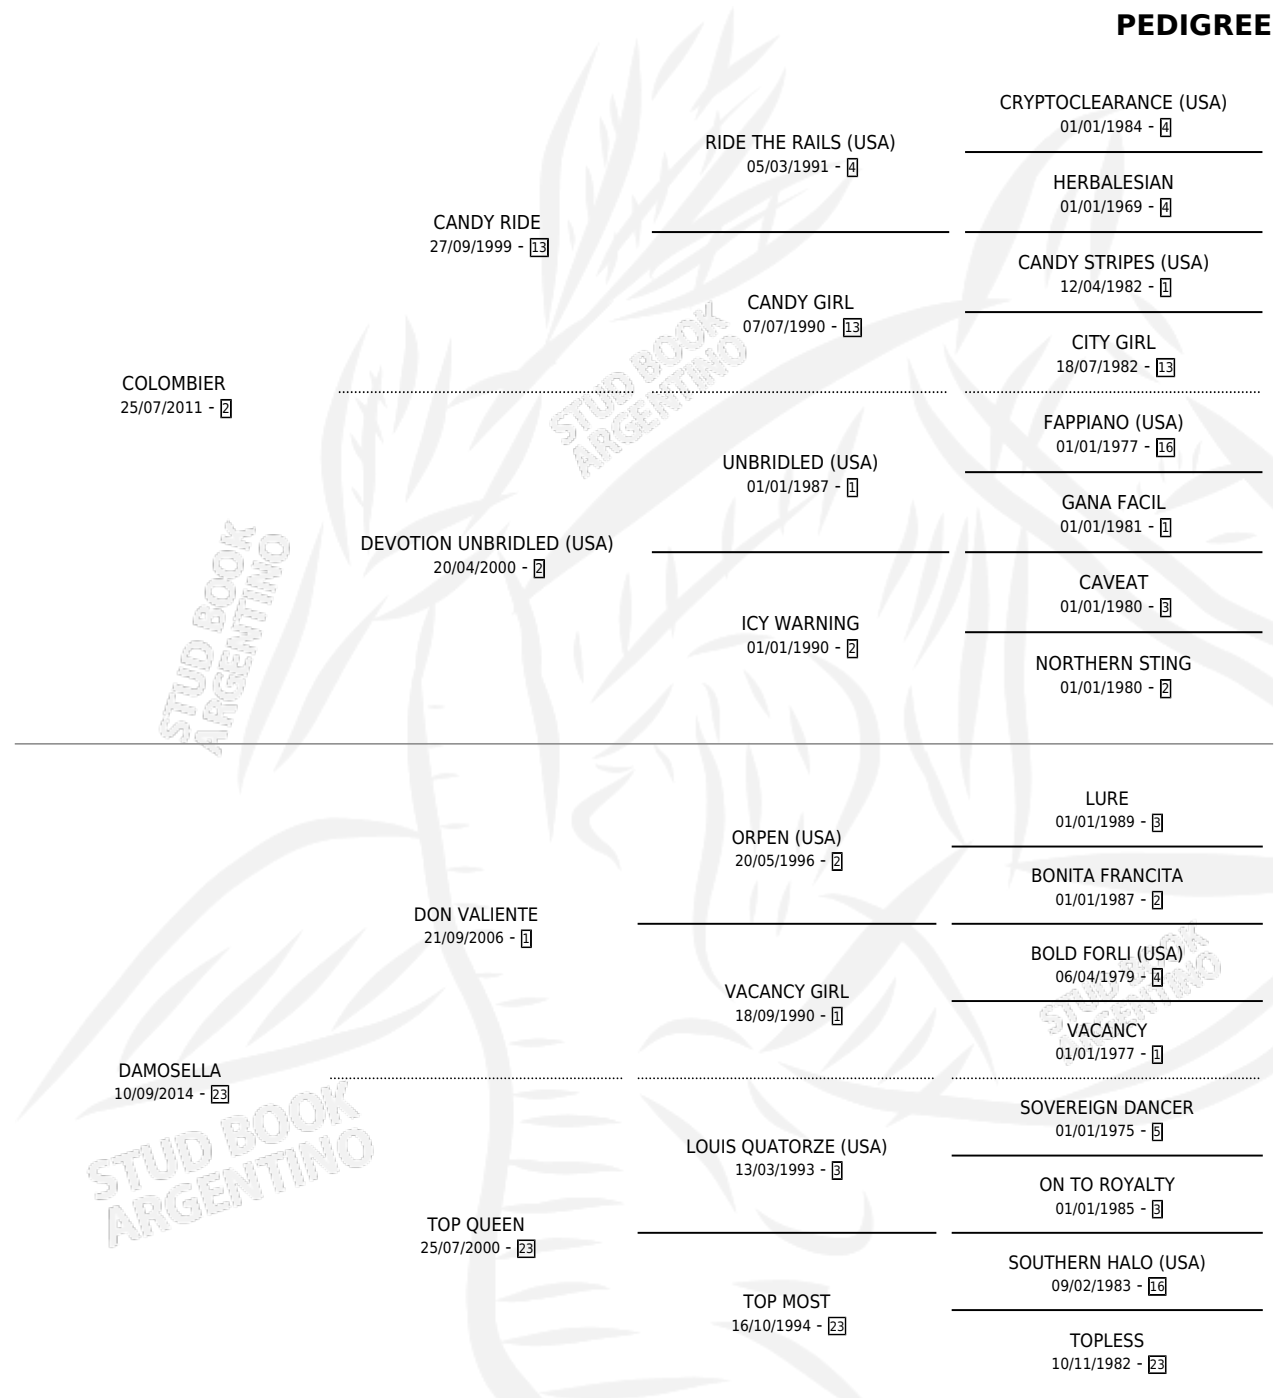 PEDIGREE
CRYPTOCLEARANCE (USA)
01/01/1984 - 4
RIDE THE RAILS (USA)
05/03/1991 - 4
HERBALESIAN
01/01/1969 - 4
CANDY RIDE
27/09/1999 - 13
CANDY STRIPES (USA)
12/04/1982 - 1
CANDY GIRL
07/07/1990 - 13
CITY GIRL
18/07/1982 - 13
COLOMBIER
25/07/2011 - 2
FAPPIANO (USA)
01/01/1977 - 16
UNBRIDLED (USA)
01/01/1987 - 1
GANA FACIL
01/01/1981 - 1
DEVOTION UNBRIDLED (USA)
20/04/2000 - 2
CAVEAT
01/01/1980 - 3
ICY WARNING
01/01/1990 - 2
NORTHERN STING
01/01/1980 - 2
STUD BOOK
ARGENTINO
STUD BOOK
ARGENTINO
LURE
01/01/1989 - 3
ORPEN (USA)
20/05/1996 - 2
BONITA FRANCITA
01/01/1987 - 2
DON VALIENTE
21/09/2006 - 1
BOLD FORLI (USA)
06/04/1979 - 4
VACANCY GIRL
18/09/1990 - 1
VACANCY
01/01/1977 - 1
DAMOSELLA
10/09/2014 - 23
SOVEREIGN DANCER
01/01/1975 - 5
LOUIS QUATORZE (USA)
13/03/1993 - 3
ON TO ROYALTY
01/01/1985 - 3
TOP QUEEN
25/07/2000 - 23
SOUTHERN HALO (USA)
09/02/1983 - 16
TOP MOST
16/10/1994 - 23
TOPLESS
10/11/1982 - 23
STUD BOOK
ARGENTINO
STUD BOOK
ARGENTINO